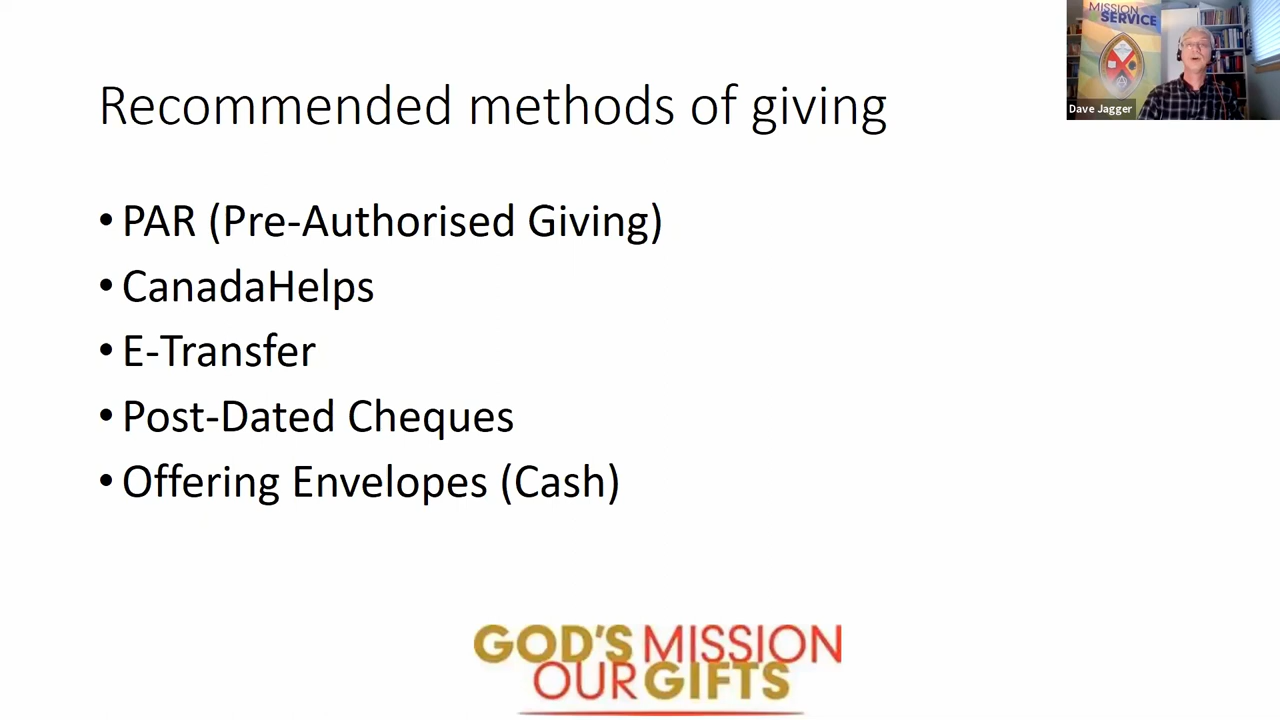 MISSION
&SERVICE
Dave Jagger
Recommended methods of giving
• PAR (Pre-Authorised Giving)
• CanadaHelps
• E-Transfer
• Post-Dated Cheques
• Offering Envelopes (Cash)
GOD'S MISSION
OUR GIFTS